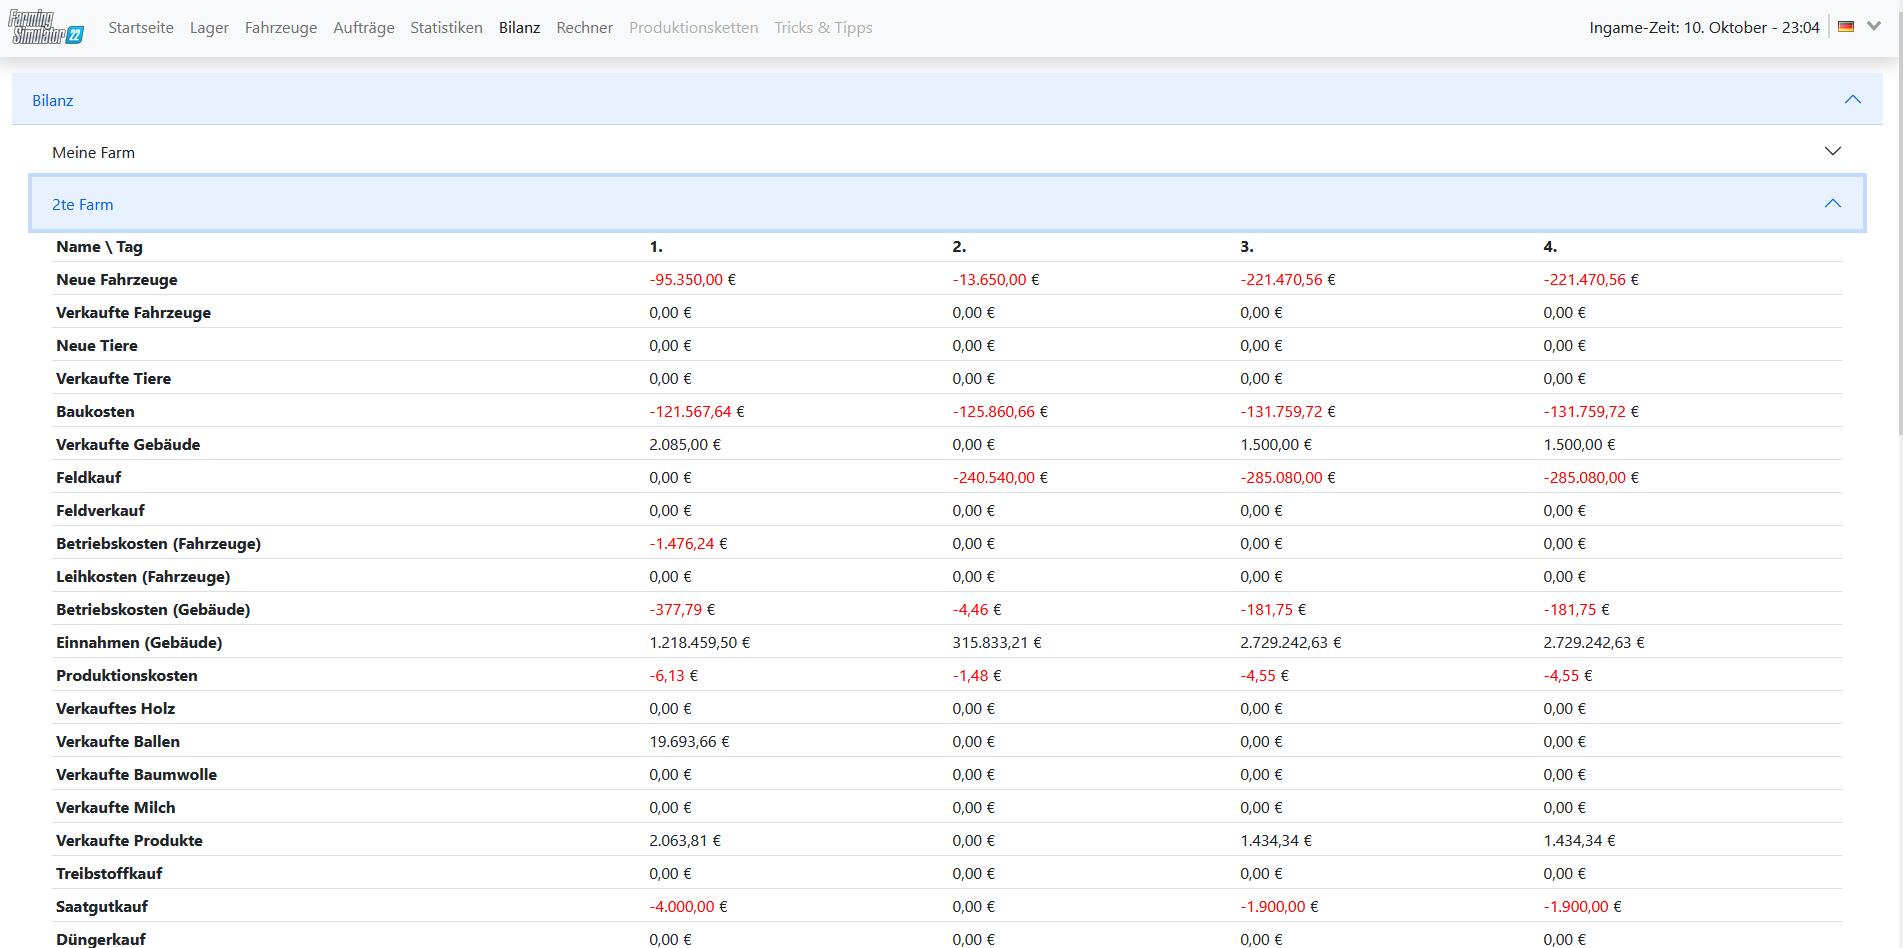 Farming Simulator 22 Startseite Lager Fahrzeuge Aufträge Statistiken Bilanz Rechner Produktionsketten Tricks & Tipps Ingame-Zeit: 10. Oktober - 23:04
Bilanz
Meine Farm
2te Farm
Name \ Tag 1. 2. 3. 4.
Neue Fahrzeuge -95.350,00 € -13.650,00 € -221.470,56 € -221.470,56 €
Verkaufte Fahrzeuge 0,00 € 0,00 € 0,00 € 0,00 €
Neue Tiere 0,00 € 0,00 € 0,00 € 0,00 €
Verkaufte Tiere 0,00 € 0,00 € 0,00 € 0,00 €
Baukosten -121.567,64 € -125.860,66 € -131.759,72 € -131.759,72 €
Verkaufte Gebäude 2.085,00 € 0,00 € 1.500,00 € 1.500,00 €
Feldkauf 0,00 € -240.540,00 € -285.080,00 € -285.080,00 €
Feldverkauf 0,00 € 0,00 € 0,00 € 0,00 €
Betriebskosten (Fahrzeuge) -1.476,24 € 0,00 € 0,00 € 0,00 €
Leihkosten (Fahrzeuge) 0,00 € 0,00 € 0,00 € 0,00 €
Betriebskosten (Gebäude) -377,79 € -4,46 € -181,75 € -181,75 €
Einnahmen (Gebäude) 1.218.459,50 € 315.833,21 € 2.729.242,63 € 2.729.242,63 €
Produktionskosten -6,13 € -1,48 € -4,55 € -4,55 €
Verkauftes Holz 0,00 € 0,00 € 0,00 € 0,00 €
Verkaufte Ballen 19.693,66 € 0,00 € 0,00 € 0,00 €
Verkaufte Baumwolle 0,00 € 0,00 € 0,00 € 0,00 €
Verkaufte Milch 0,00 € 0,00 € 0,00 € 0,00 €
Verkaufte Produkte 2.063,81 € 0,00 € 1.434,34 € 1.434,34 €
Treibstoffkauf 0,00 € 0,00 € 0,00 € 0,00 €
Saatgutkauf -4.000,00 € 0,00 € -1.900,00 € -1.900,00 €
Düngerkauf 0,00 € 0,00 € 0,00 € 0,00 €